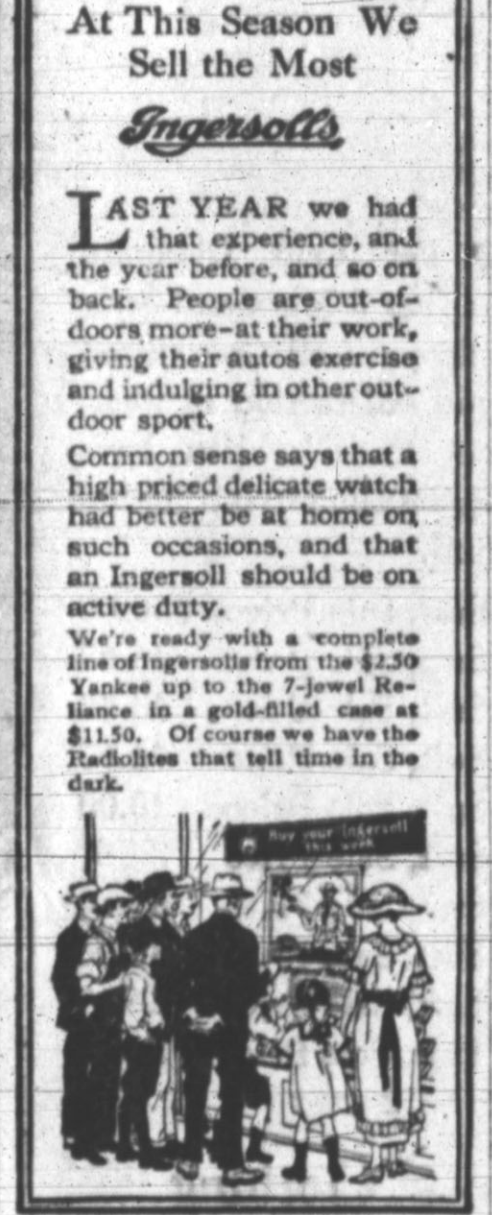 At This Season We
Sell the Most
Ingersolls
LAST YEAR we had
that experience, and
the year before, and so on
back. People are out-of-
doors more-at their work,
giving their autos exercise
and indulging in other out-
door sport.
Common sense says that a
high priced delicate watch
had better be at home on
such occasions, and that
an Ingersoll should be on
active duty.
We're ready with a complete
line of Ingersolls from the $2.50
Yankee up to the 7-jewel Re-
liance in a gold-filled case at
$11.50. Of course we have the
Radiolites that tell time in the
dark.
Buy your Ingersoll
this week